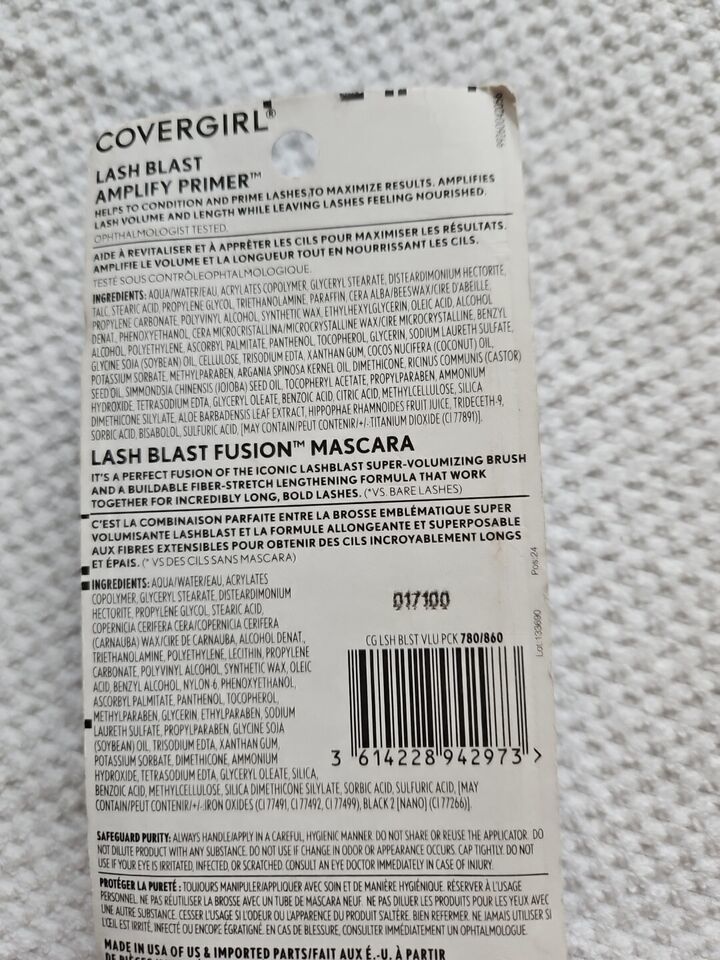 COVERGIRL®
LASH BLAST
AMPLIFY PRIMER™
HELPS TO CONDITION AND PRIME LASHES,TO MAXIMIZE RESULTS. AMPLIFIES
LASH VOLUME AND LENGTH WHILE LEAVING LASHES FEELING NOURISHED.
OPHTHALMOLOGIST TESTED.
AIDE À REVITALISER ET À APPRÊTER LES CILS POUR MAXIMISER LES RÉSULTATS.
AMPLIFIE LE VOLUME ET LA LONGUEUR TOUT EN NOURRISSANT LES CILS.
TESTÉ SOUS CONTRÔLEOPHTALMOLOGIQUE.
INGREDIENTS: AQUA/WATER/EAU, ACRYLATES COPOLYMER, GLYCERYL STEARATE, DISTEARDIMONIUM HECTORITE,
TALC, STEARIC ACID, PROPYLENE GLYCOL, TRIETHANOLAMINE, PARAFFIN, CERA ALBA/BEESWAX/CIRE D'ABEILLE,
PROPYLENE CARBONATE, POLYVINYL ALCOHOL, SYNTHETIC WAX, ETHYLHEXYLGLYCERIN, OLEIC ACID, ALCOHOL
DENAT., PHENOXYETHANOL, CERA MICROCRISTALLINA/MICROCRYSTALLINE WAX/CIRE MICROCRYSTALLINE, BENZYL
ALCOHOL, POLYETHYLENE, ASCORBYL PALMITATE, PANTHENOL, TOCOPHEROL, GLYCERIN, SODIUM LAURETH SULFATE,
GLYCINE SOJA (SOYBEAN) OIL, CELLULOSE, TRISODIUM EDTA, XANTHAN GUM, COCOS NUCIFERA (COCONUT) OIL,
POTASSIUM SORBATE, METHYLPARABEN, ARGANIA SPINOSA KERNEL OIL, DIMETHICONE, RICINUS COMMUNIS (CASTOR)
SEED OIL, SIMMONDSIA CHINENSIS (JOJOBA) SEED OIL, TOCOPHERYL ACETATE, PROPYLPARABEN, AMMONIUM
HYDROXIDE, TETRASODIUM EDTA, GLYCERYL OLEATE, BENZOIC ACID, CITRIC ACID, METHYLCELLULOSE, SILICA
DIMETHICONE SILYLATE, ALOE BARBADENSIS LEAF EXTRACT, HIPPOPHAE RHAMNOIDES FRUIT JUICE, TRIDECETH-9,
SORBIC ACID, BISABOLOL, SULFURIC ACID, [MAY CONTAIN/PEUT CONTENIR/+/-TITANIUM DIOXIDE (CI 77891)].
LASH BLAST FUSION™ MASCARA
IT'S A PERFECT FUSION OF THE ICONIC LASHBLAST SUPER-VOLUMIZING BRUSH
AND A BUILDABLE FIBER-STRETCH LENGTHENING FORMULA THAT WORK
TOGETHER FOR INCREDIBLY LONG, BOLD LASHES. (*VS. BARE LASHES)
C'EST LA COMBINAISON PARFAITE ENTRE LA BROSSE EMBLÉMATIQUE SUPER
VOLUMISANTE LASHBLAST ET LA FORMULE ALLONGEANTE ET SUPERPOSABLE
AUX FIBRES EXTENSIBLES POUR OBTENIR DES CILS INCROYABLEMENT LONGS
ET ÉPAIS. (* VS DES CILS SANS MASCARA)
INGREDIENTS: AQUA/WATER/EAU, ACRYLATES
COPOLYMER, GLYCERYL STEARATE, DISTEARDIMONIUM
HECTORITE, PROPYLENE GLYCOL, STEARIC ACID,
COPERNICIA CERIFERA CERA/COPERNICIA CERIFERA
(CARNAUBA) WAX/CIRE DE CARNAUBA, ALCOHOL DENAT.,
TRIETHANOLAMINE, POLYETHYLENE, LECITHIN, PROPYLENE
CARBONATE, POLYVINYL ALCOHOL, SYNTHETIC WAX, OLEIC
ACID, BENZYL ALCOHOL, NYLON-6, PHENOXYETHANOL,
ASCORBYL PALMITATE, PANTHENOL, TOCOPHEROL,
METHYLPARABEN, GLYCERIN, ETHYLPARABEN, SODIUM
LAURETH SULFATE, PROPYLPARABEN, GLYCINE SOJA
(SOYBEAN) OIL, TRISODIUM EDTA, XANTHAN GUM,
POTASSIUM SORBATE, DIMETHICONE, AMMONIUM
HYDROXIDE, TETRASODIUM EDTA, GLYCERYL OLEATE, SILICA,
BENZOIC ACID, METHYLCELLULOSE, SILICA DIMETHICONE SILYLATE, SORBIC ACID, SULFURIC ACID, [MAY
CONTAIN/PEUT CONTENIR/+/-IRON OXIDES (CI 77491, CI 77492, CI 77499), BLACK 2 [NANO] (CI 77266)].
017100
CG LSH BLST VLU PCK 780/860
3 614228 942973 >
Lot: 133690 Pos:24
SAFEGUARD PURITY: ALWAYS HANDLE/APPLY IN A CAREFUL, HYGIENIC MANNER. DO NOT SHARE OR REUSE THE APPLICATOR. DO
NOT DILUTE PRODUCT WITH ANY SUBSTANCE. DO NOT USE IF CHANGE IN ODOR OR APPEARANCE OCCURS. CAP TIGHTLY. DO NOT
USE IF YOUR EYE IS IRRITATED, INFECTED, OR SCRATCHED. CONSULT AN EYE DOCTOR IMMEDIATELY IN CASE OF INJURY.
PROTÉGER LA PURETÉ : TOUJOURS MANIPULER/APPLIQUER AVEC SOIN ET DE MANIÈRE HYGIÉNIQUE. RÉSERVER À L'USAGE
PERSONNEL. NE PAS RÉUTILISER LA BROSSE AVEC UN TUBE DE MASCARA NEUF. NE PAS DILUER LES PRODUITS POUR LES YEUX AVEC
UNE AUTRE SUBSTANCE. CESSER L'USAGE SI L'ODEUR OU L'APPARENCE DU PRODUIT S'ALTÈRE. BIEN REFERMER. NE JAMAIS UTILISER SI
L'ŒIL EST IRRITÉ, INFECTÉ OU ENCORE ÉGRATIGNÉ. EN CAS DE BLESSURE, CONSULTER IMMÉDIATEMENT UN OPHTALMOLOGUE.
MADE IN USA OF US & IMPORTED PARTS/FAIT AUX É.-U. À PARTIR